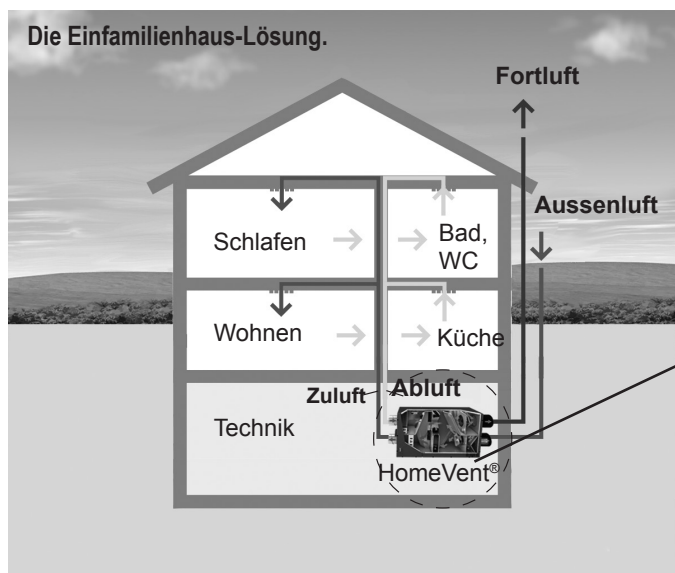 Die Einfamilienhaus-Lösung.
Fortluft
Aussenluft
Schlafen
Bad,
WC
Wohnen
Küche
Zuluft
Abluft
Technik
HomeVent®